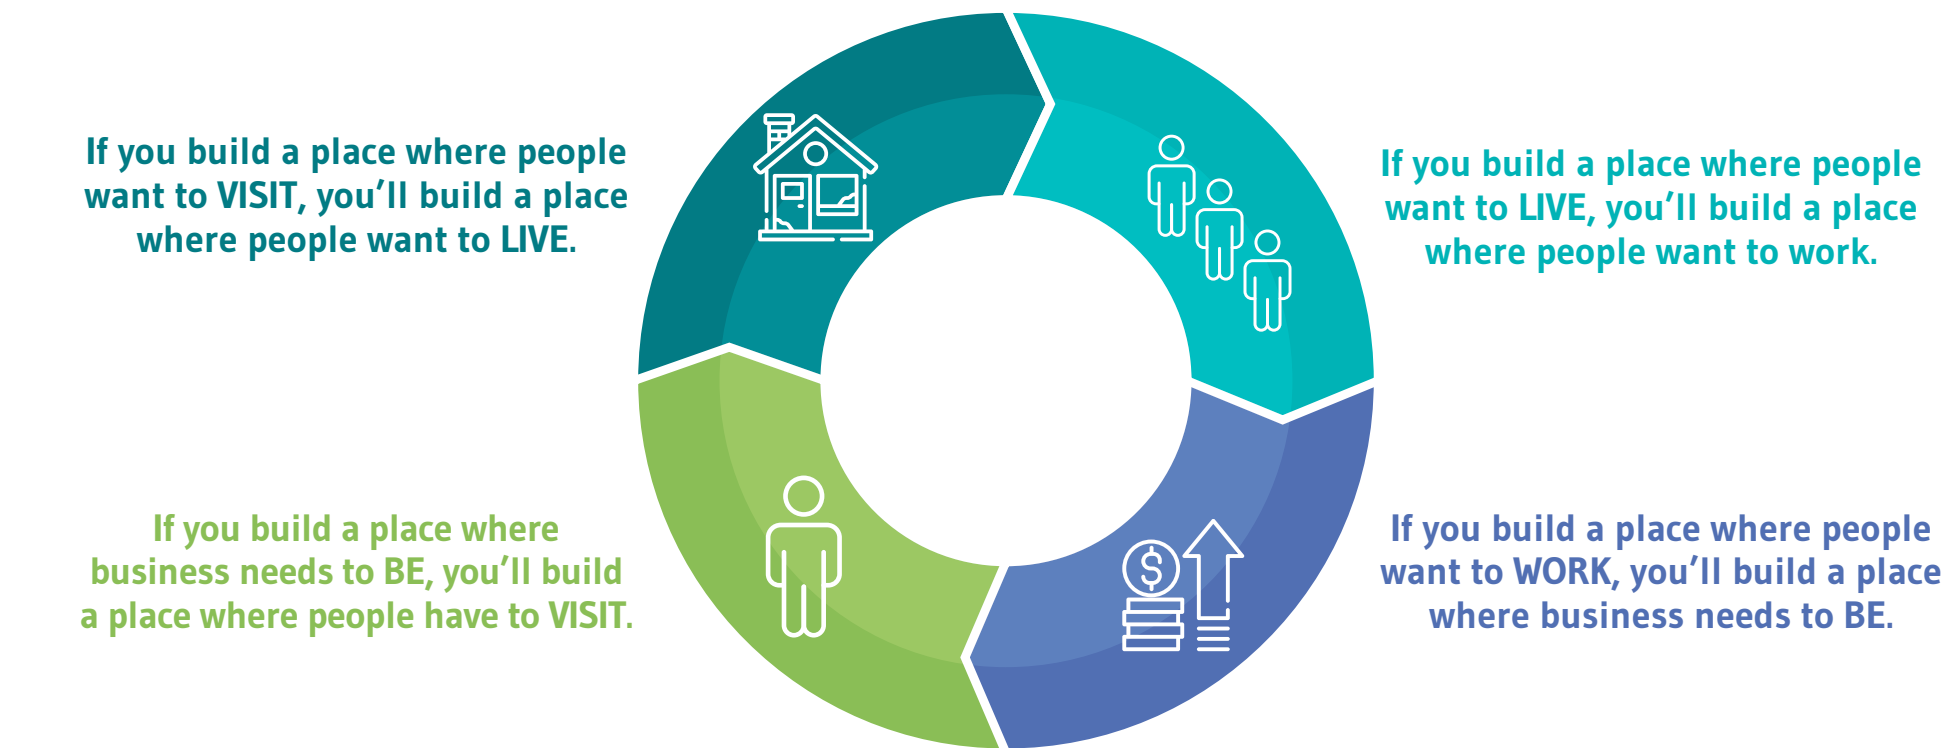 If you build a place where people
want to VISIT, you’ll build a place
where people want to LIVE.
If you build a place where people
want to LIVE, you’ll build a place
where people want to work.
If you build a place where
business needs to BE, you’ll build
a place where people have to VISIT.
If you build a place where people
want to WORK, you’ll build a place
where business needs to BE.
$